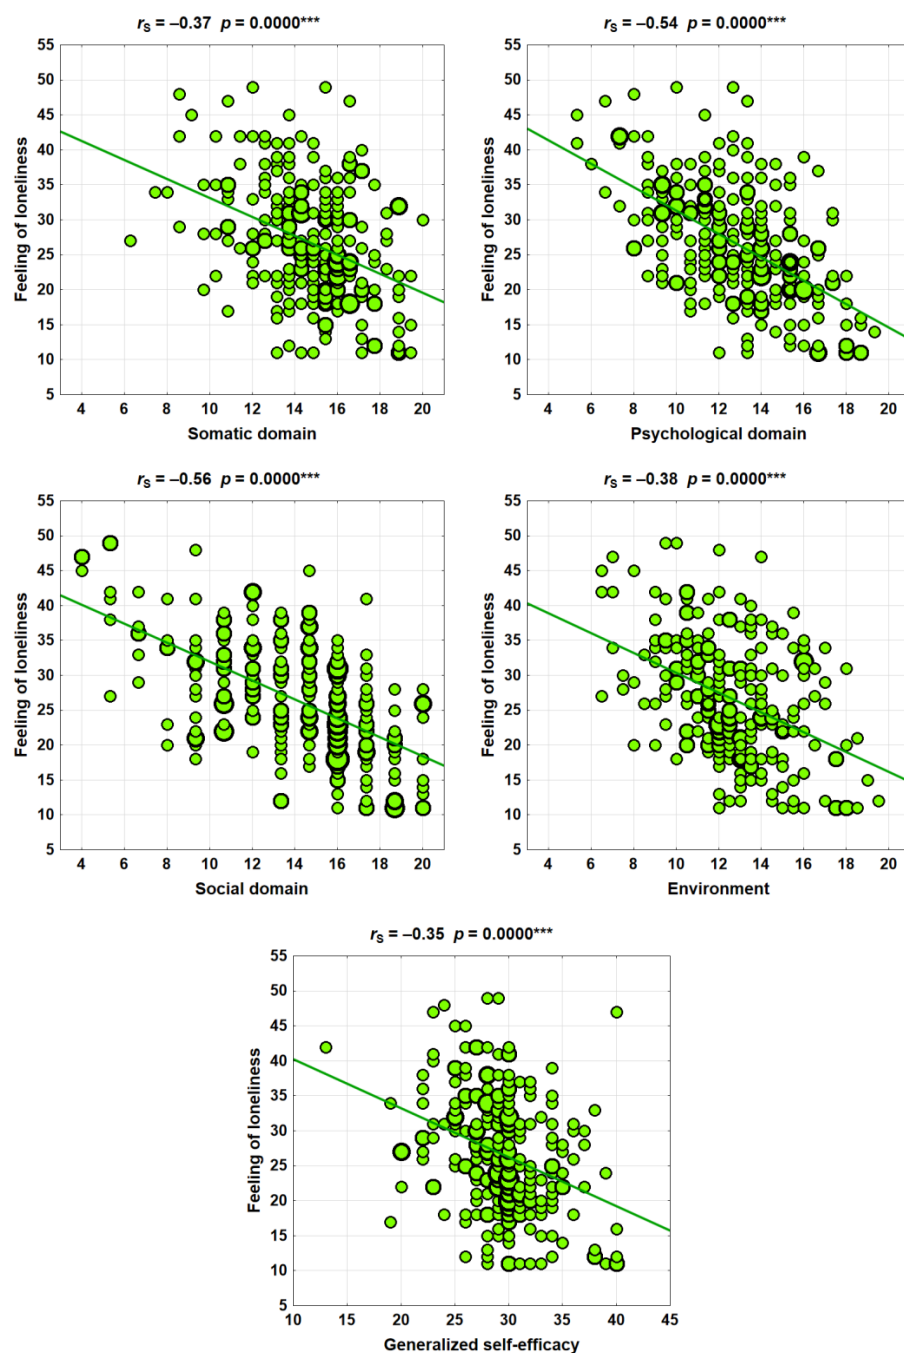 rS = –0.37 p = 0.0000***
55
50
45
40
35
30
25
20
15
10
5
Feeling of loneliness
4 6 8 10 12 14 16 18 20
Somatic domain
rS = –0.54 p = 0.0000***
55
50
45
40
35
30
25
20
15
10
5
Feeling of loneliness
4 6 8 10 12 14 16 18 20
Psychological domain
rS = –0.56 p = 0.0000***
55
50
45
40
35
30
25
20
15
10
5
Feeling of loneliness
4 6 8 10 12 14 16 18 20
Social domain
rS = –0.38 p = 0.0000***
55
50
45
40
35
30
25
20
15
10
5
Feeling of loneliness
4 6 8 10 12 14 16 18 20
Environment
rS = –0.35 p = 0.0000***
55
50
45
40
35
30
25
20
15
10
5
Feeling of loneliness
10 15 20 25 30 35 40 45
Generalized self-efficacy